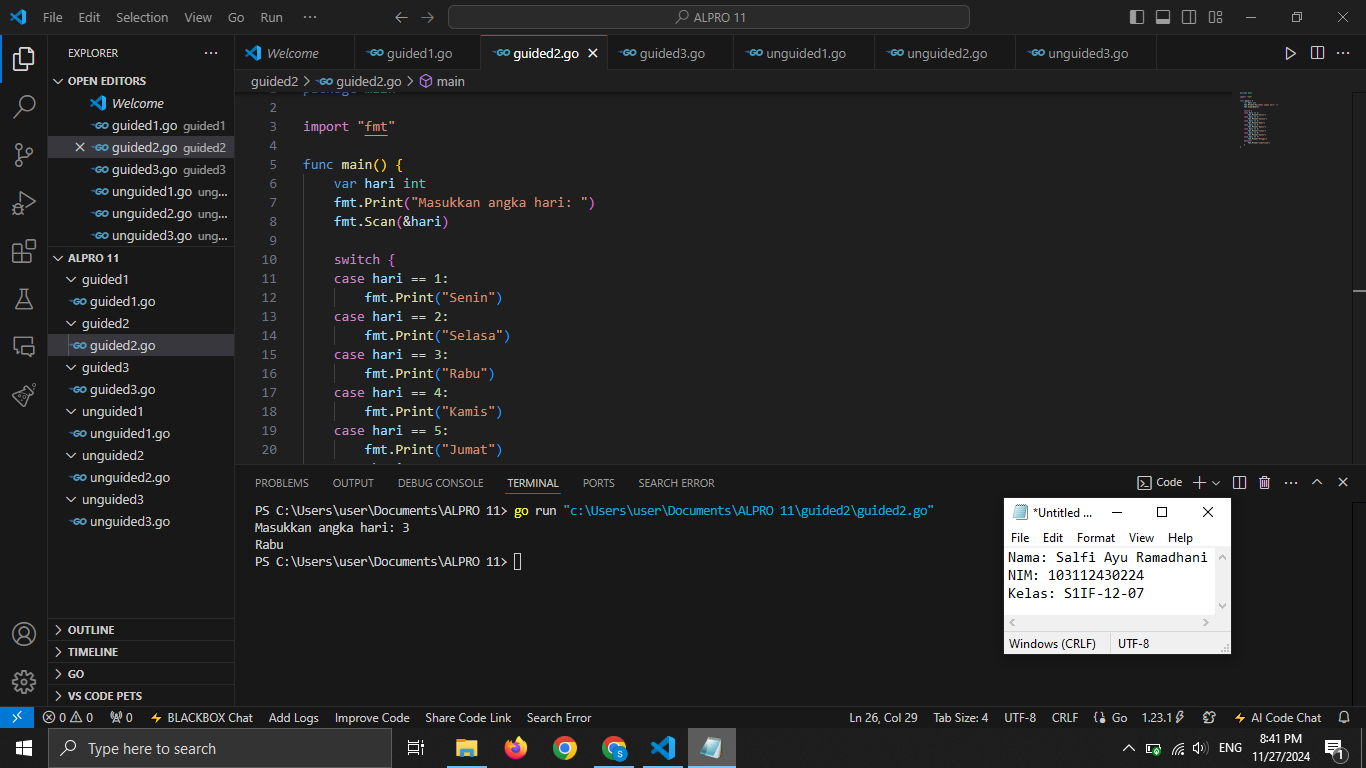 File Edit Selection View Go Run ··· ALPRO 11
EXPLORER
OPEN EDITORS
Welcome
guided1.go guided1
guided2.go guided2
guided3.go guided3
unguided1.go ung...
unguided2.go ung...
unguided3.go ung...
ALPRO 11
guided1
guided1.go
guided2
guided2.go
guided3
guided3.go
unguided1
unguided1.go
unguided2
unguided2.go
unguided3
unguided3.go
OUTLINE
TIMELINE
GO
VS CODE PETS
Welcome guided1.go guided2.go guided3.go unguided1.go unguided2.go unguided3.go
guided2 > guided2.go > main
1 package main
2
3 import "fmt"
4
5 func main() {
6 var hari int
7 fmt.Print("Masukkan angka hari: ")
8 fmt.Scan(&hari)
9
10 switch {
11 case hari == 1:
12 fmt.Print("Senin")
13 case hari == 2:
14 fmt.Print("Selasa")
15 case hari == 3:
16 fmt.Print("Rabu")
17 case hari == 4:
18 fmt.Print("Kamis")
19 case hari == 5:
20 fmt.Print("Jumat")
PROBLEMS OUTPUT DEBUG CONSOLE TERMINAL PORTS SEARCH ERROR Code
PS C:\Users\user\Documents\ALPRO 11> go run "c:\Users\user\Documents\ALPRO 11\guided2\guided2.go"
Masukkan angka hari: 3
Rabu
PS C:\Users\user\Documents\ALPRO 11>
*Untitled ...
File Edit Format View Help
Nama: Salfi Ayu Ramadhani
NIM: 103112430224
Kelas: S1IF-12-07
Windows (CRLF) UTF-8
0 0 0 BLACKBOX Chat Add Logs Improve Code Share Code Link Search Error Ln 26, Col 29 Tab Size: 4 UTF-8 CRLF Go 1.23.1 AI Code Chat
Type here to search
ENG
8:41 PM
11/27/2024
1